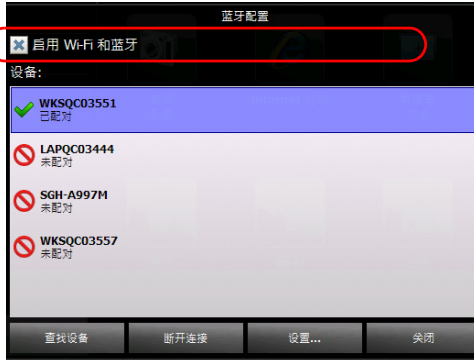 蓝牙配置
启用 Wi-Fi 和蓝牙
设备:
WKSQC03551
已配对
LAPQC03444
未配对
SGH-A997M
未配对
WKSQC03557
未配对
查找设备
断开连接
设置...
关闭